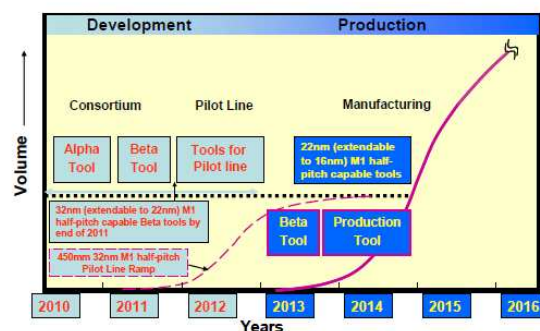 Development Production
Volume
Consortium Pilot Line Manufacturing
Alpha
Tool
Beta
Tool
Tools for
Pilot line
22nm (extendable
to 16nm) M1 half-
pitch capable tools
32nm (extendable to 22nm) M1
half-pitch capable Beta tools by
end of 2011
Beta
Tool
Production
Tool
450mm 32nm M1 half-pitch
Pilot Line Ramp
2010 2011 2012 2013 2014 2015 2016
Years